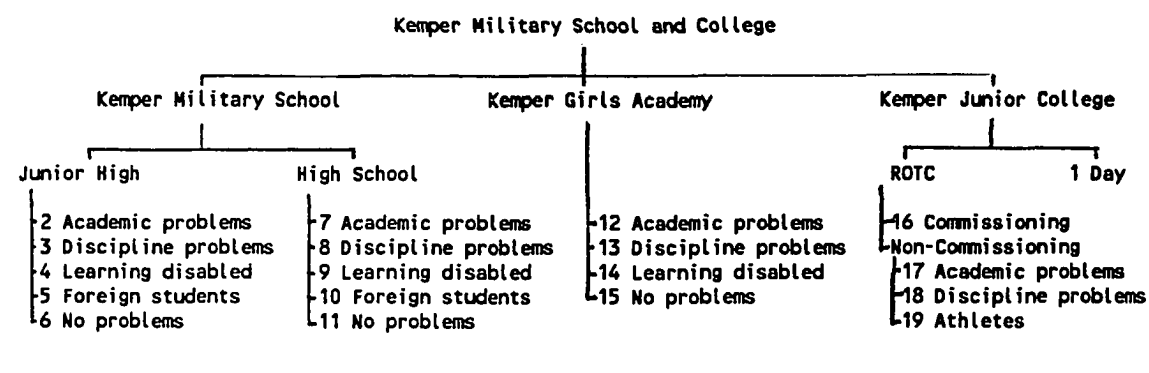 Kemper Military School and College
Kemper Military School
Kemper Girls Academy
Kemper Junior College
Junior High
High School
ROTC
1 Day
2 Academic problems
3 Discipline problems
4 Learning disabled
5 Foreign students
6 No problems
7 Academic problems
8 Discipline problems
9 Learning disabled
10 Foreign students
11 No problems
12 Academic problems
13 Discipline problems
14 Learning disabled
15 No problems
16 Commissioning
Non-Commissioning
17 Academic problems
18 Discipline problems
19 Athletes